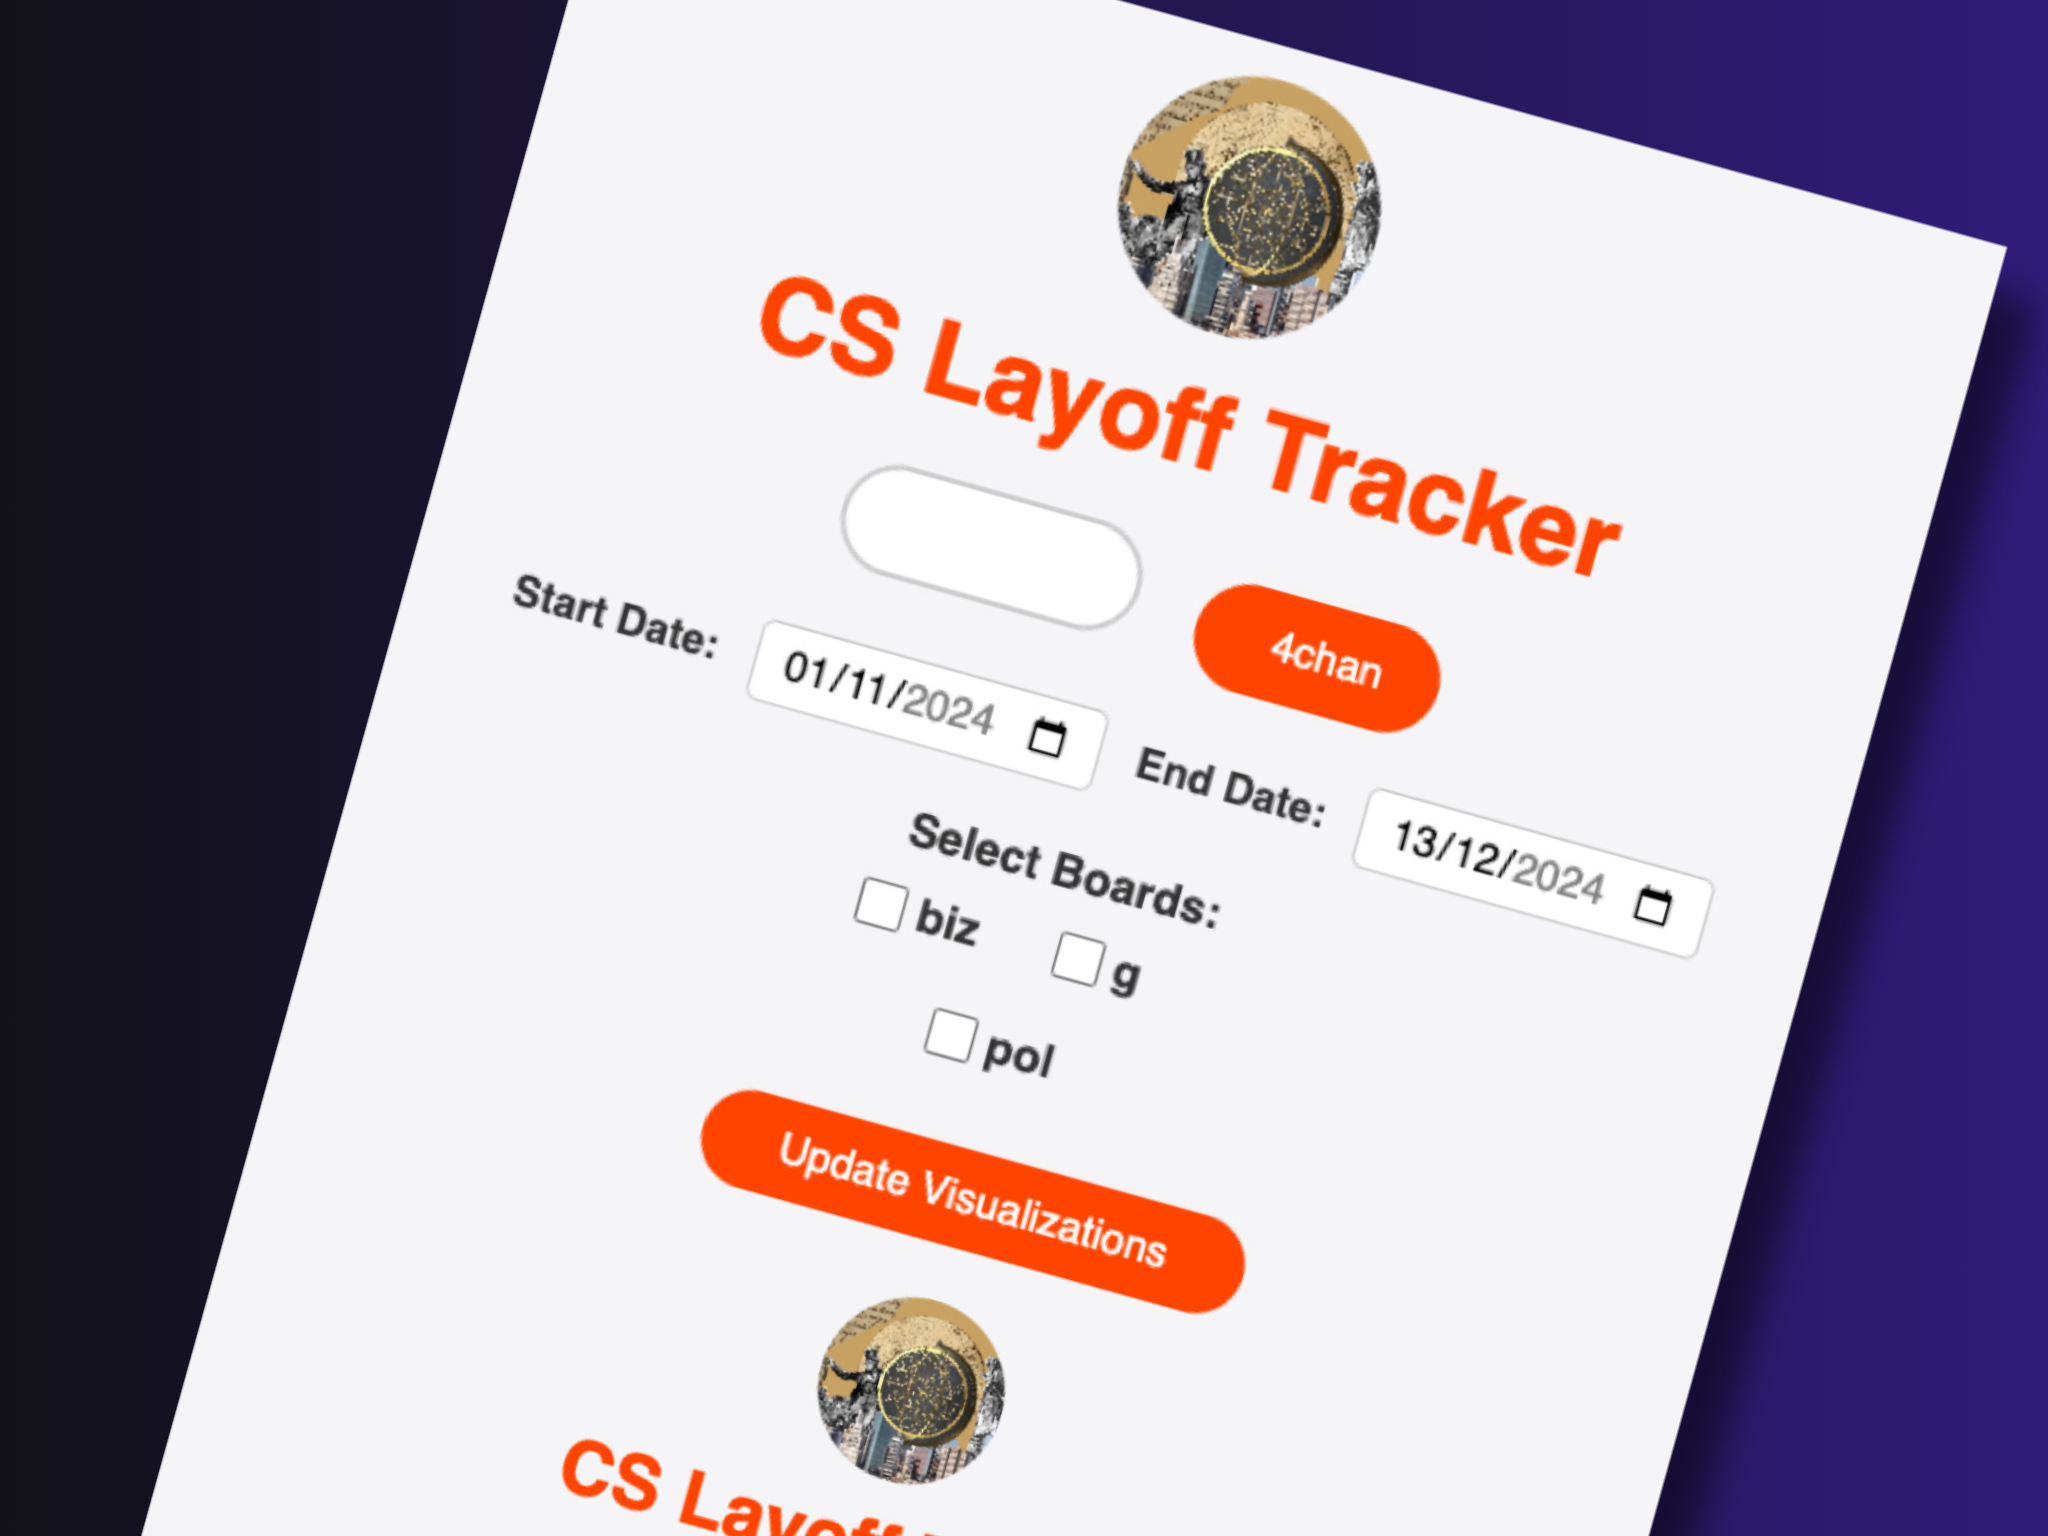 CS Layoff Tracker
4chan
Start Date: 01/11/2024 End Date: 13/12/2024
Select Boards:
biz g
pol
Update Visualizations
CS Layoff